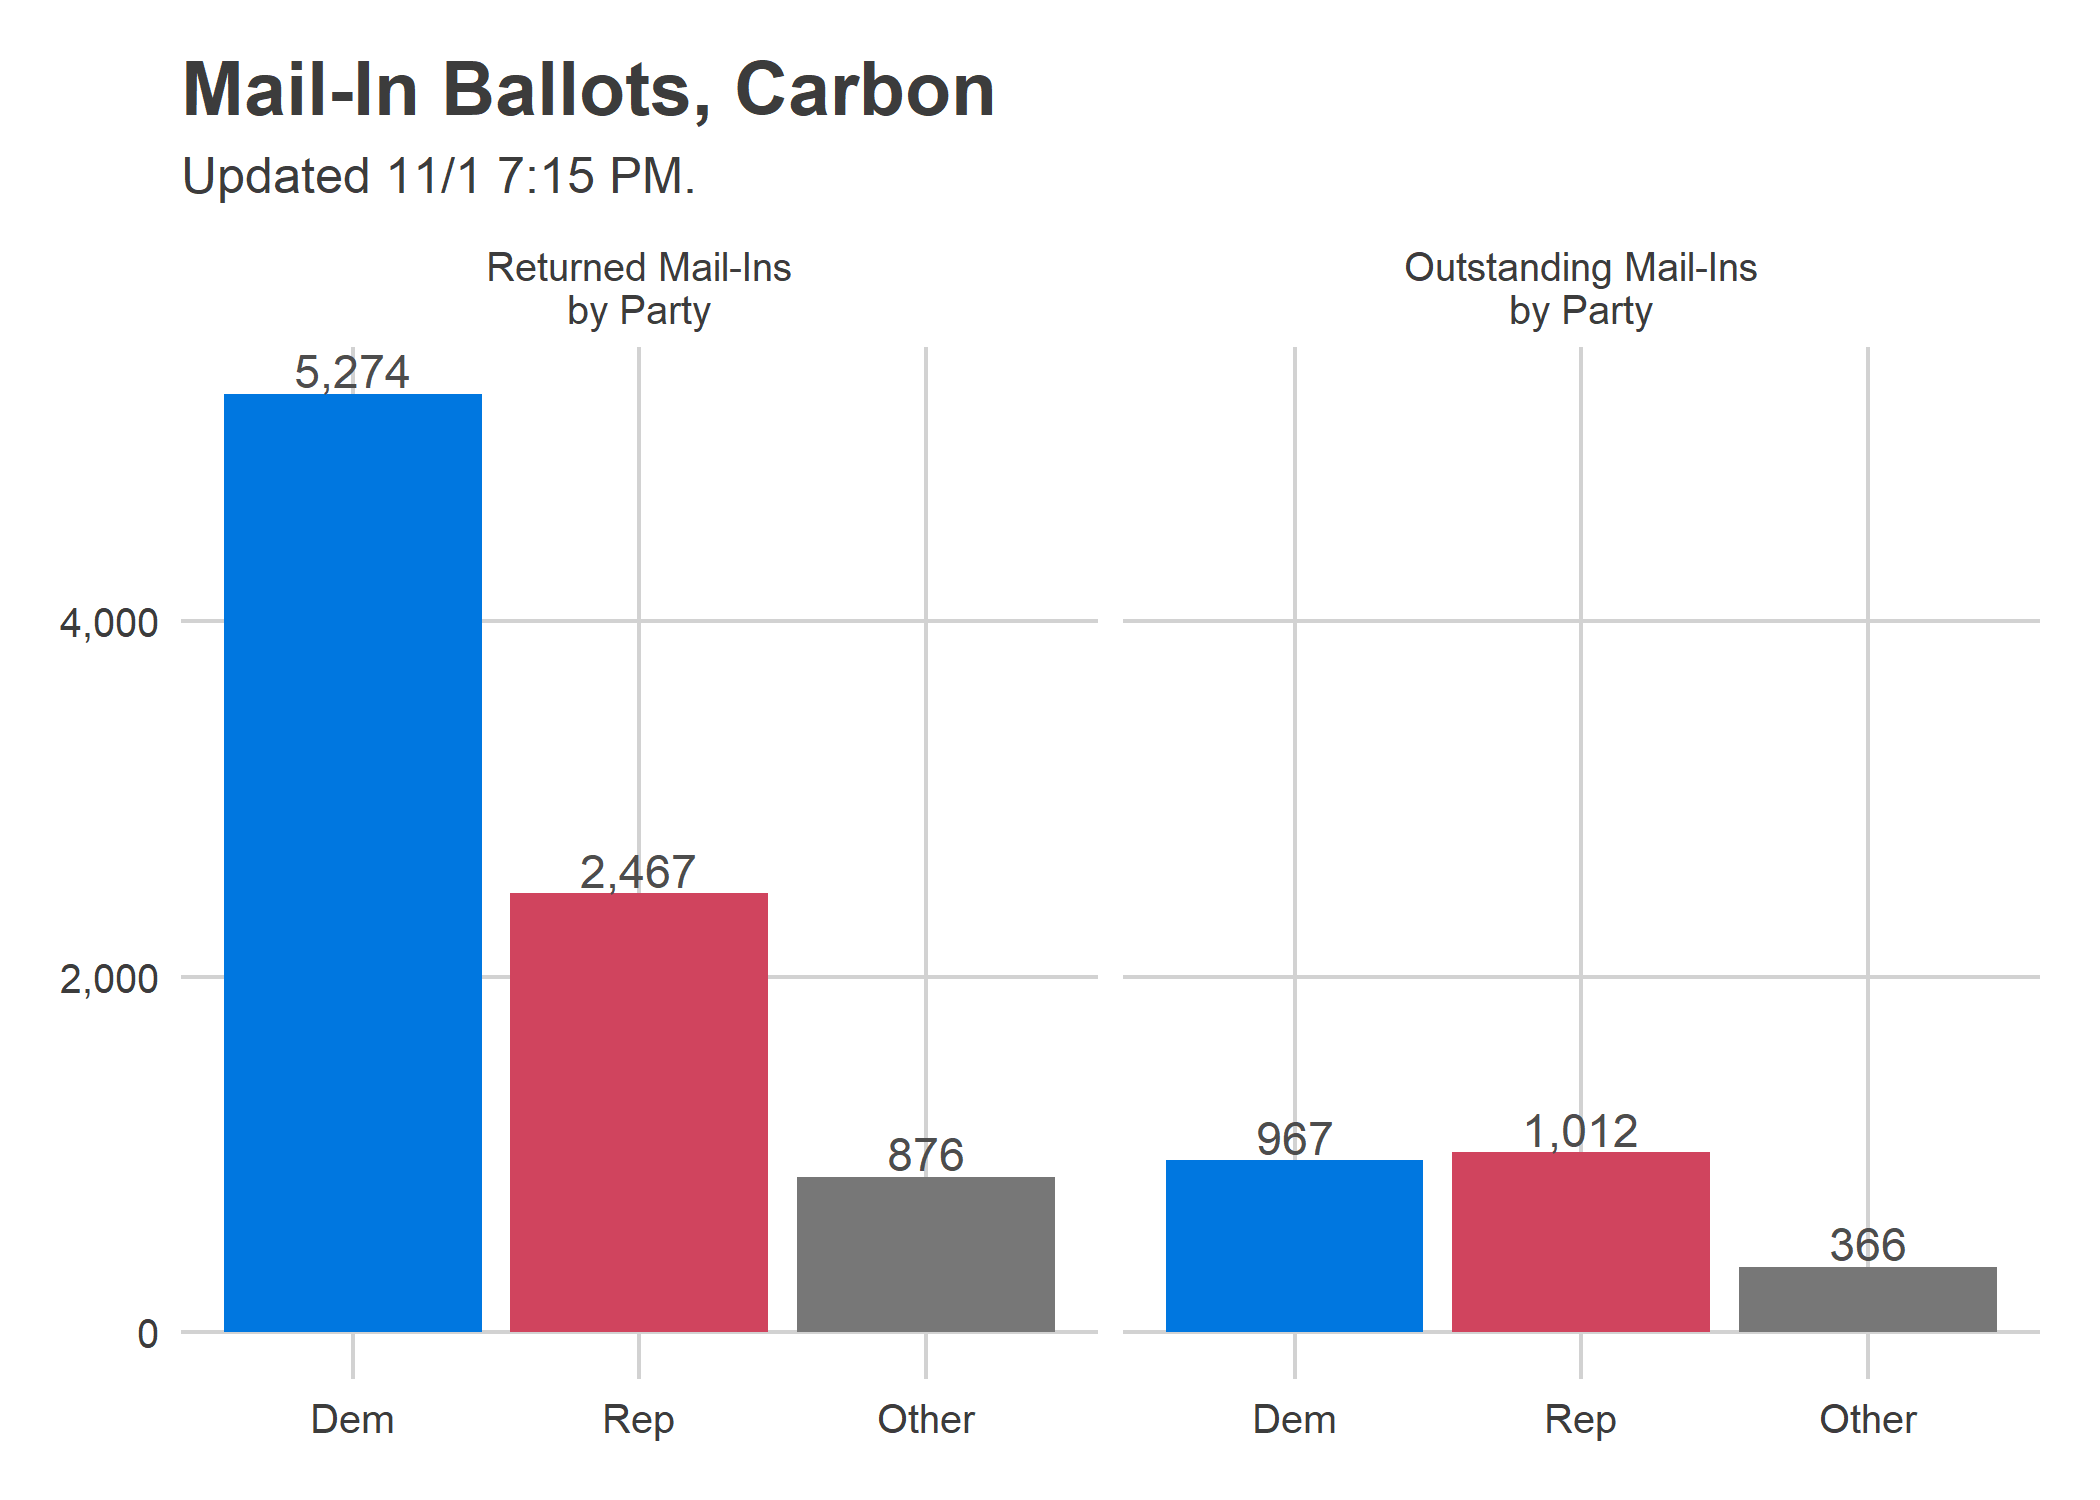 Mail-In Ballots, Carbon
Updated 11/1 7:15 PM.
Returned Mail-Ins
by Party
Outstanding Mail-Ins
by Party
5,274
2,467
876
967
1,012
366
4,000
2,000
0
Dem
Rep
Other
Dem
Rep
Other